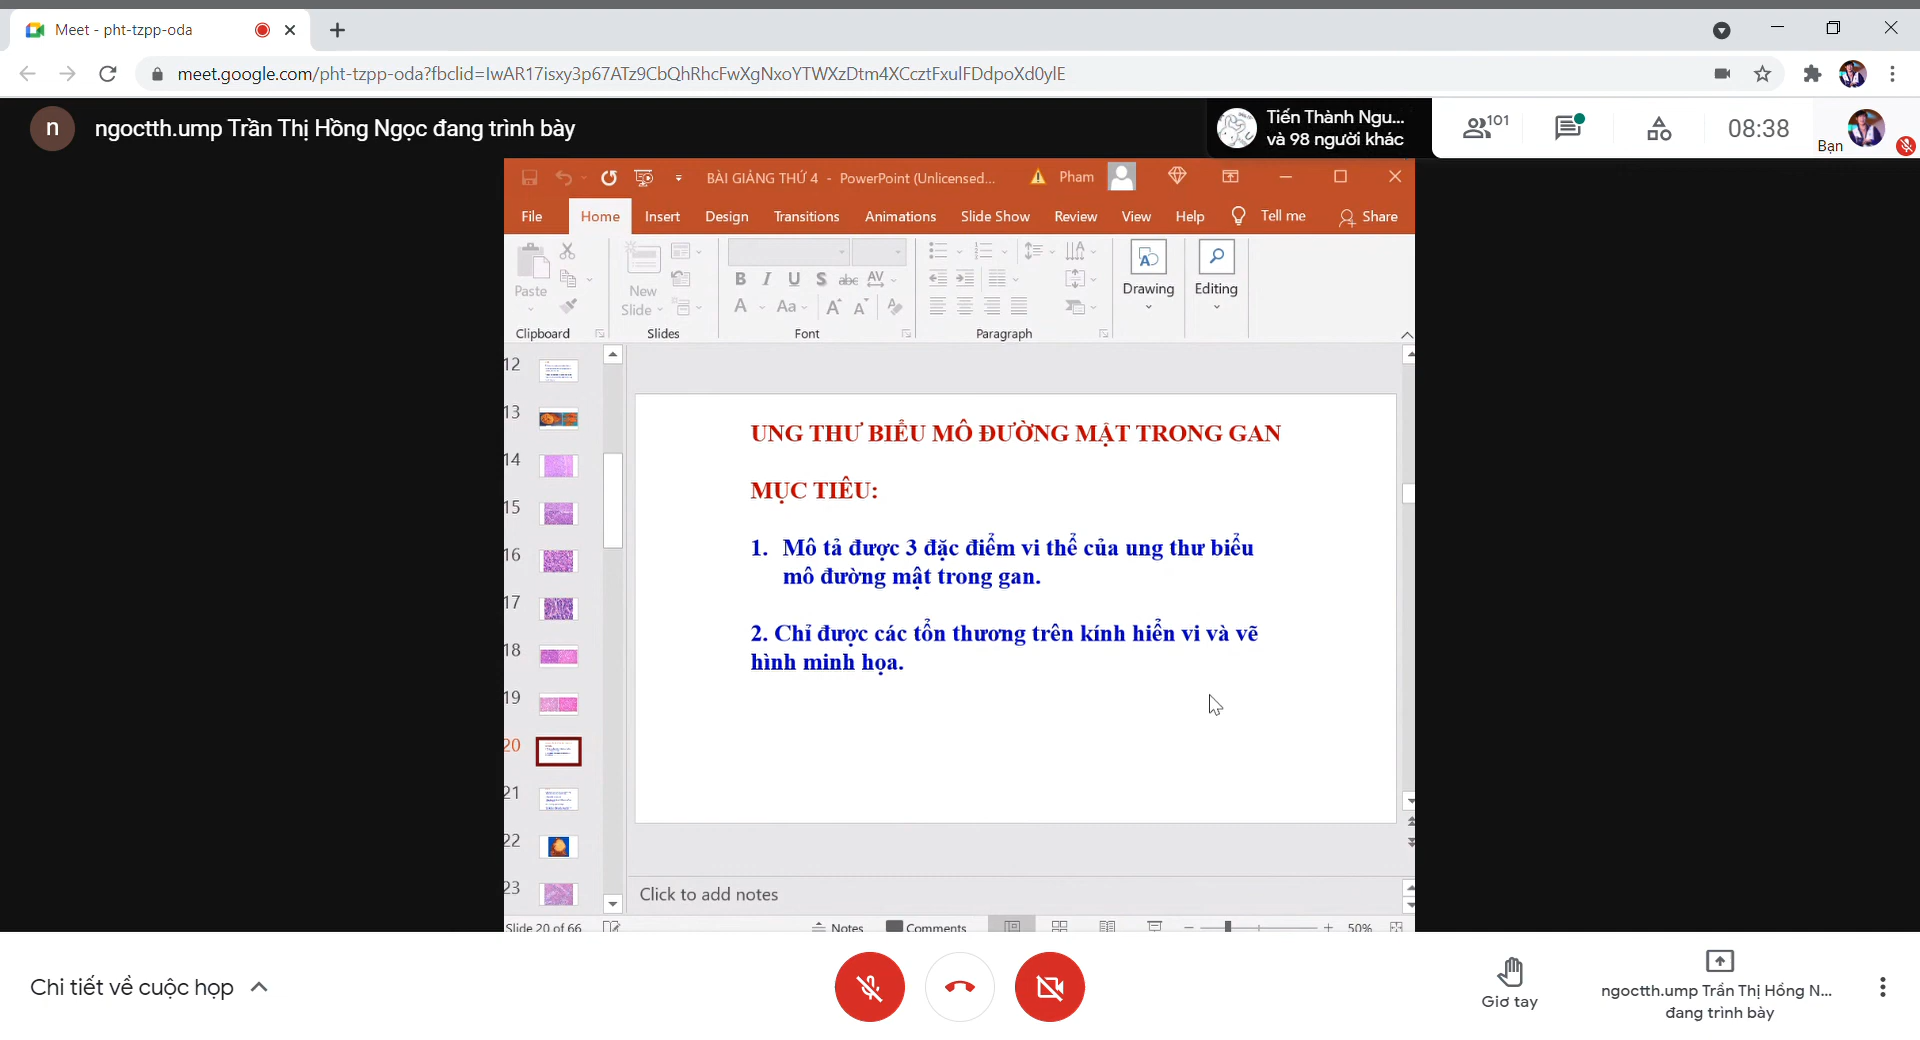 Meet - pht-tzpp-oda
meet.google.com/pht-tzpp-oda?fbclid=IwAR17isxy3p67ATz9CbQhRhcFwXgNxoYTWXzDtm4XCcztFxulFDdpoXd0ylE
n
ngoctth.ump Trần Thị Hồng Ngọc đang trình bày
Tiến Thành Ngu...
và 98 người khác
101
08:38
Bạn
BÀI GIẢNG THỨ 4 - PowerPoint (Unlicensed...
Pham
File Home Insert Design Transitions Animations Slide Show Review View Help Tell me Share
Paste
New
Slide
Drawing
Editing
Clipboard
Slides
Font
Paragraph
12
13
14
15
16
17
18
19
20
21
22
23
UNG THƯ BIỂU MÔ ĐƯỜNG MẬT TRONG GAN
MỤC TIÊU:
1. Mô tả được 3 đặc điểm vi thể của ung thư biểu
mô đường mật trong gan.
2. Chỉ được các tổn thương trên kính hiển vi và vẽ
hình minh họa.
Click to add notes
Slide 20 of 66
Notes
Comments
50%
Chi tiết về cuộc họp
Giơ tay
ngoctth.ump Trần Thị Hồng N...
đang trình bày